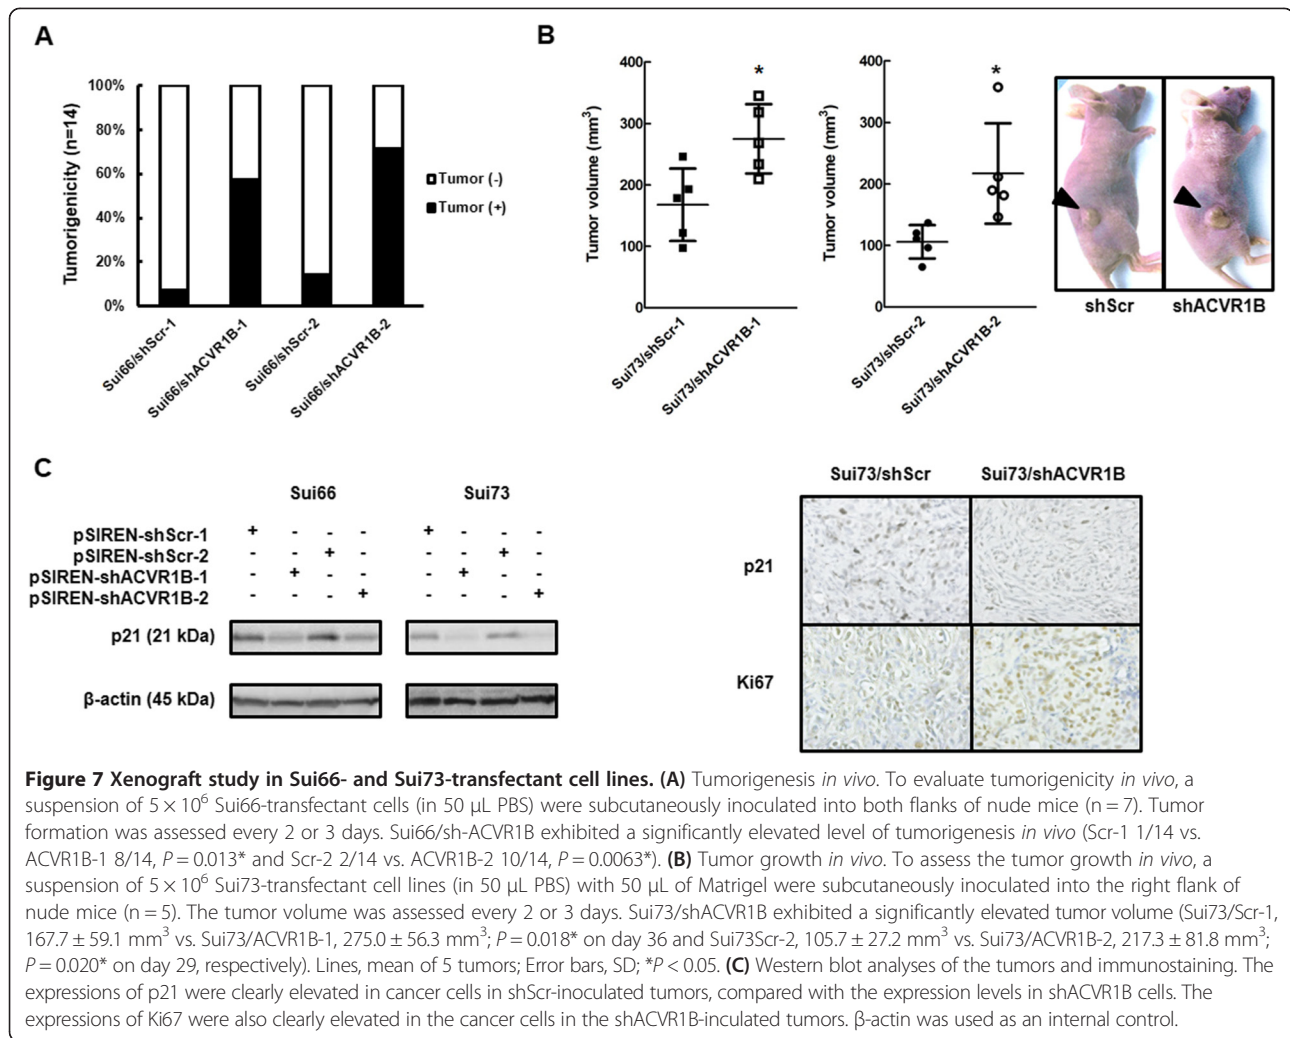 A
Tumorigenicity (n=14)
100%
80%
60%
40%
20%
0%
Tumor (-)
Tumor (+)
Sui66/shScr-1
Sui66/shACVR1B-1
Sui66/shScr-2
Sui66/shACVR1B-2
B
Tumor volume (mm³)
400
300
200
100
0
*
Sui73/shScr-1
Sui73/shACVR1B-1
Tumor volume (mm³)
400
300
200
100
0
*
Sui73/shScr-2
Sui73/shACVR1B-2
shScr
shACVR1B
C
Sui66 Sui73
pSIREN-shScr-1 + - - - + - - -
pSIREN-shScr-2 - - + - - - + -
pSIREN-shACVR1B-1 - + - - - + - -
pSIREN-shACVR1B-2 - - - + - - - +
p21 (21 kDa)
β-actin (45 kDa)
Sui73/shScr Sui73/shACVR1B
p21
Ki67
Figure 7 Xenograft study in Sui66- and Sui73-transfectant cell lines. (A) Tumorigenesis in vivo. To evaluate tumorigenicity in vivo, a
suspension of 5 × 10⁶ Sui66-transfectant cells (in 50 μL PBS) were subcutaneously inoculated into both flanks of nude mice (n = 7). Tumor
formation was assessed every 2 or 3 days. Sui66/sh-ACVR1B exhibited a significantly elevated level of tumorigenesis in vivo (Scr-1 1/14 vs.
ACVR1B-1 8/14, P = 0.013* and Scr-2 2/14 vs. ACVR1B-2 10/14, P = 0.0063*). (B) Tumor growth in vivo. To assess the tumor growth in vivo, a
suspension of 5 × 10⁶ Sui73-transfectant cell lines (in 50 μL PBS) with 50 μL of Matrigel were subcutaneously inoculated into the right flank of
nude mice (n = 5). The tumor volume was assessed every 2 or 3 days. Sui73/shACVR1B exhibited a significantly elevated tumor volume (Sui73/Scr-1,
167.7 ± 59.1 mm³ vs. Sui73/ACVR1B-1, 275.0 ± 56.3 mm³; P = 0.018* on day 36 and Sui73Scr-2, 105.7 ± 27.2 mm³ vs. Sui73/ACVR1B-2, 217.3 ± 81.8 mm³;
P = 0.020* on day 29, respectively). Lines, mean of 5 tumors; Error bars, SD; *P < 0.05. (C) Western blot analyses of the tumors and immunostaining. The
expressions of p21 were clearly elevated in cancer cells in shScr-inoculated tumors, compared with the expression levels in shACVR1B cells. The
expressions of Ki67 were also clearly elevated in the cancer cells in the shACVR1B-inculated tumors. β-actin was used as an internal control.